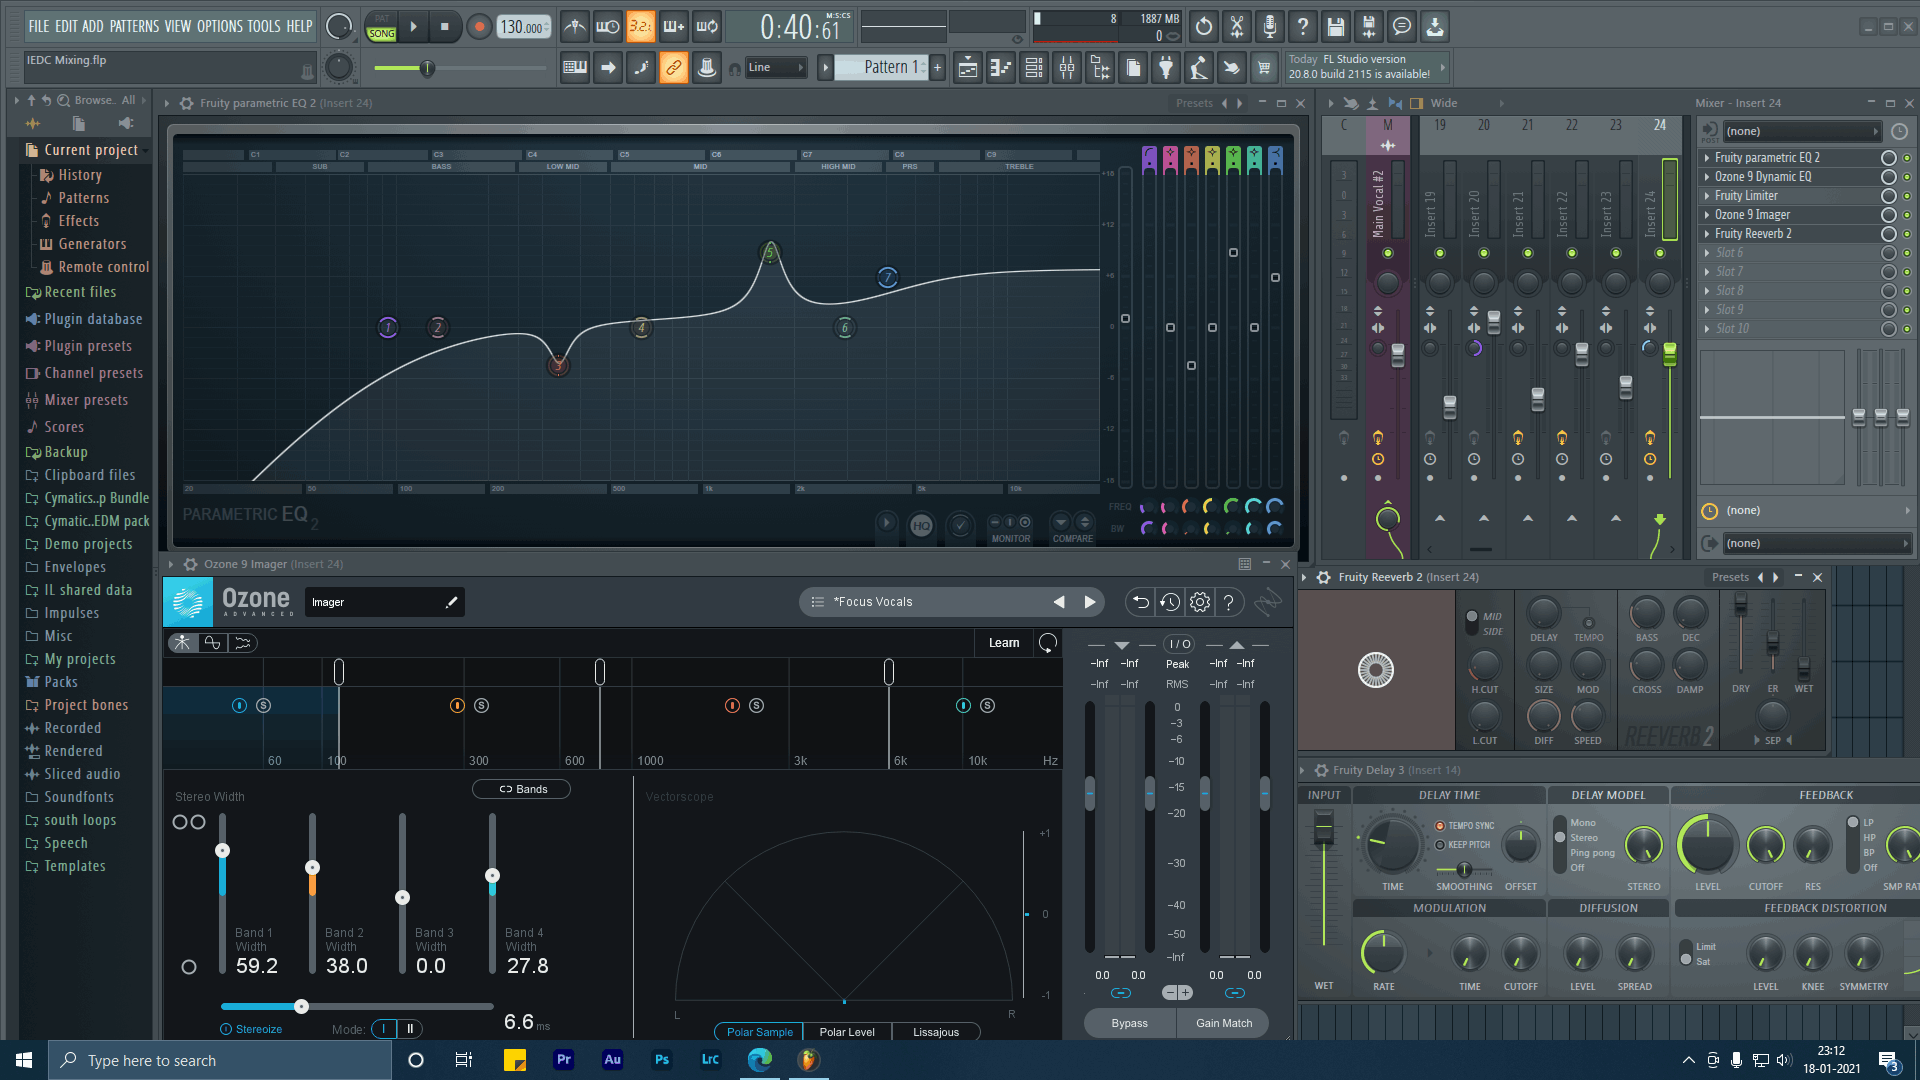 FILE EDIT ADD PATTERNS VIEW OPTIONS TOOLS HELP
PAT
SONG
130.000
3.2.1
0:40:61
M:S:CS
8
1887 MB
0
IEDC Mixing.flp
Line
Pattern 1
Today FL Studio version
20.8.0 build 2115 is available!
Browse.. All
Current project
History
Patterns
Effects
Generators
Remote control
Recent files
Plugin database
Plugin presets
Channel presets
Mixer presets
Scores
Backup
Clipboard files
Cymatics..p Bundle
Cymatic..EDM pack
Demo projects
Envelopes
IL shared data
Impulses
Misc
My projects
Packs
Project bones
Recorded
Rendered
Sliced audio
Soundfonts
south loops
Speech
Templates
Fruity parametric EQ 2 (Insert 24)
Presets
C1 C2 C3 C4 C5 C6 C7 C8 C9
SUB BASS LOW MID MID HIGH MID PRS TREBLE
1 2 3 4 5 6 7
20 50 100 200 500 1k 2k 5k 10k
PARAMETRIC EQ 2
HQ
MONITOR
COMPARE
FREQ
BW
Wide
Mixer - Insert 24
C M 19 20 21 22 23 24
Main Vocal #2
Insert 19
Insert 20
Insert 21
Insert 22
Insert 23
Insert 24
POST
(none)
Fruity parametric EQ 2
Ozone 9 Dynamic EQ
Fruity Limiter
Ozone 9 Imager
Fruity Reeverb 2
Slot 6
Slot 7
Slot 8
Slot 9
Slot 10
(none)
(none)
Ozone 9 Imager (Insert 24)
Ozone
ADVANCED
Imager
*Focus Vocals
?
Learn
S S S S
60 100 300 600 1000 3k 6k 10k Hz
Stereo Width
Bands
Band 1 Width
59.2
Band 2 Width
38.0
Band 3 Width
0.0
Band 4 Width
27.8
Stereoize
Mode: I II
6.6 ms
Vectorscope
+1
0
-1
L R
Polar Sample Polar Level Lissajous
I / O
-Inf -Inf Peak -Inf -Inf
-Inf -Inf RMS -Inf -Inf
0
-3
-6
-10
-15
-20
-30
-40
-50
-Inf
0.0 0.0 0.0 0.0
Bypass Gain Match
Fruity Reeverb 2 (Insert 24)
Presets
MID
SIDE
DELAY TEMPO BASS DEC
H.CUT SIZE MOD CROSS DAMP
L.CUT DIFF SPEED
DRY ER WET
SEP
REEVERB 2
Fruity Delay 3 (Insert 14)
INPUT DELAY TIME DELAY MODEL FEEDBACK
TEMPO SYNC
KEEP PITCH
Mono
Stereo
Ping pong
Off
LP
HP
BP
Off
TIME SMOOTHING OFFSET STEREO LEVEL CUTOFF RES SMP RAT
MODULATION DIFFUSION FEEDBACK DISTORTION
Limit
Sat
WET RATE TIME CUTOFF LEVEL SPREAD LEVEL KNEE SYMMETRY
Type here to search
Pr
Au
Ps
LrC
23:12
18-01-2021
3